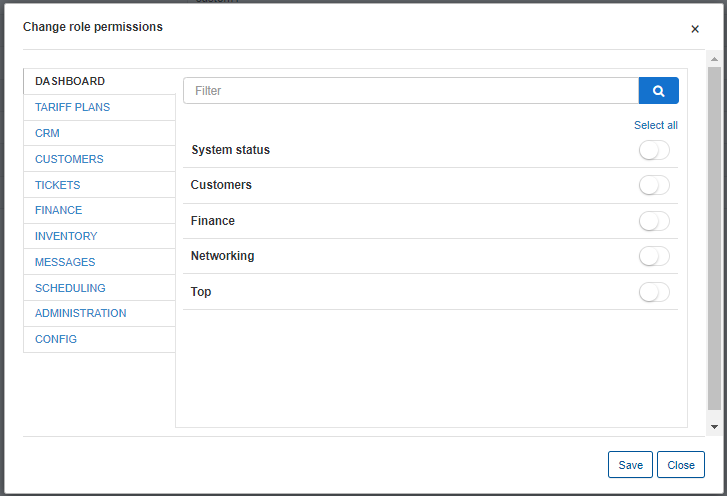 Change role permissions
×
DASHBOARD
TARIFF PLANS
CRM
CUSTOMERS
TICKETS
FINANCE
INVENTORY
MESSAGES
SCHEDULING
ADMINISTRATION
CONFIG
Filter
Select all
System status
Customers
Finance
Networking
Top
Save Close